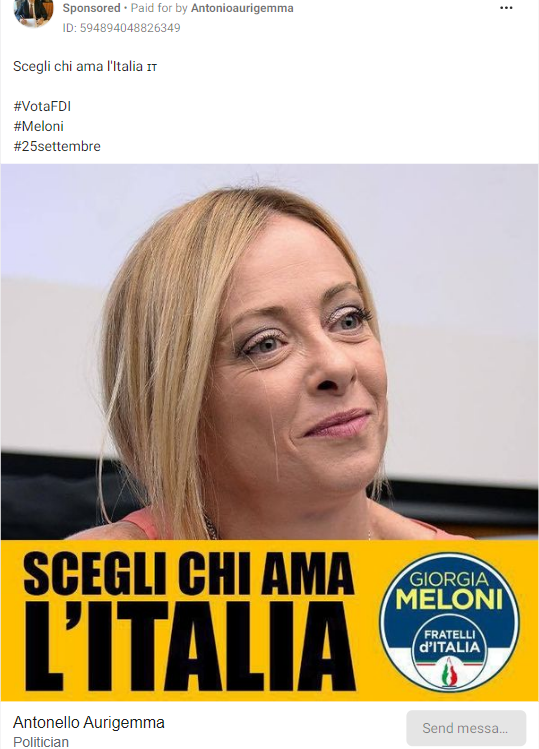 Sponsored • Paid for by Antonioaurigemma
ID: 594894048826349
Scegli chi ama l'Italia IT
#VotaFDI
#Meloni
#25settembre
SCEGLI CHI AMA
L'ITALIA
GIORGIA
MELONI
FRATELLI
d'ITALIA
Antonello Aurigemma
Politician
Send messa...